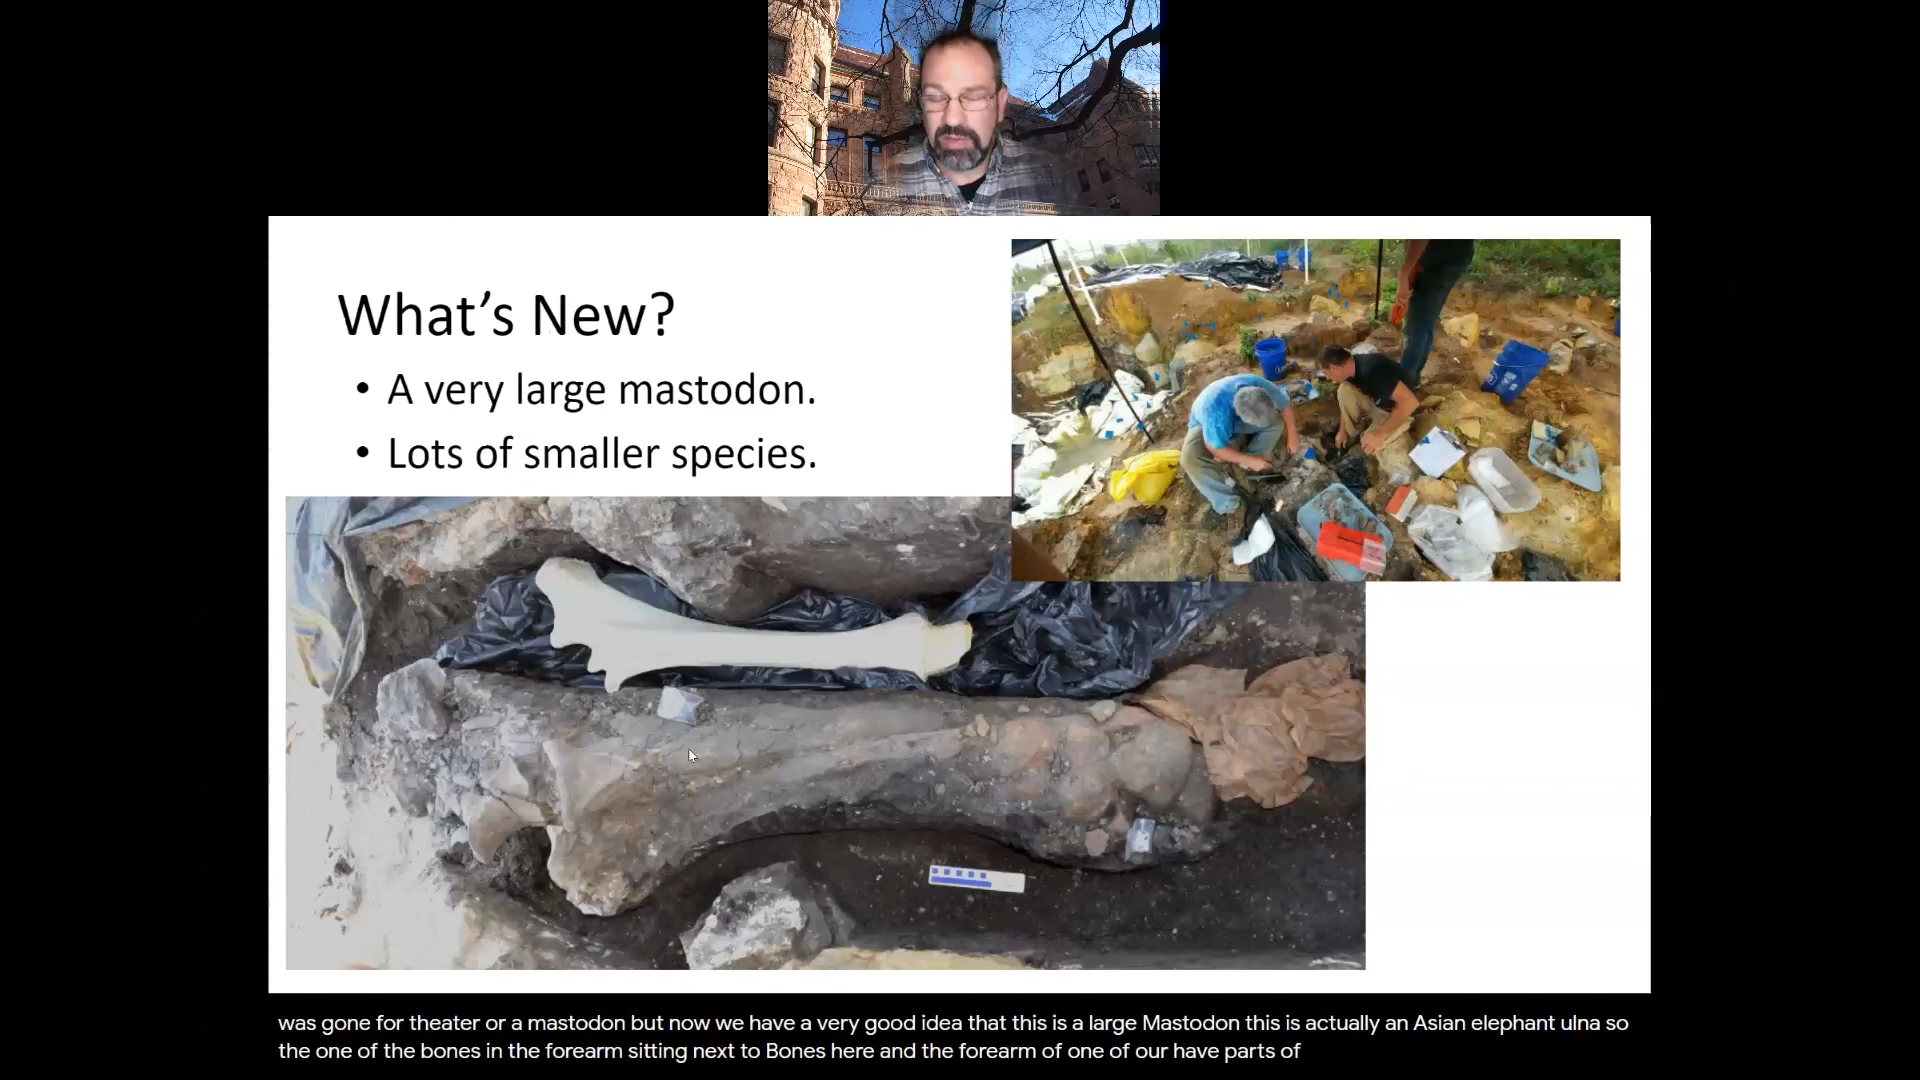 What's New?
• A very large mastodon.
• Lots of smaller species.
was gone for theater or a mastodon but now we have a very good idea that this is a large Mastodon this is actually an Asian elephant ulna so
the one of the bones in the forearm sitting next to Bones here and the forearm of one of our have parts of